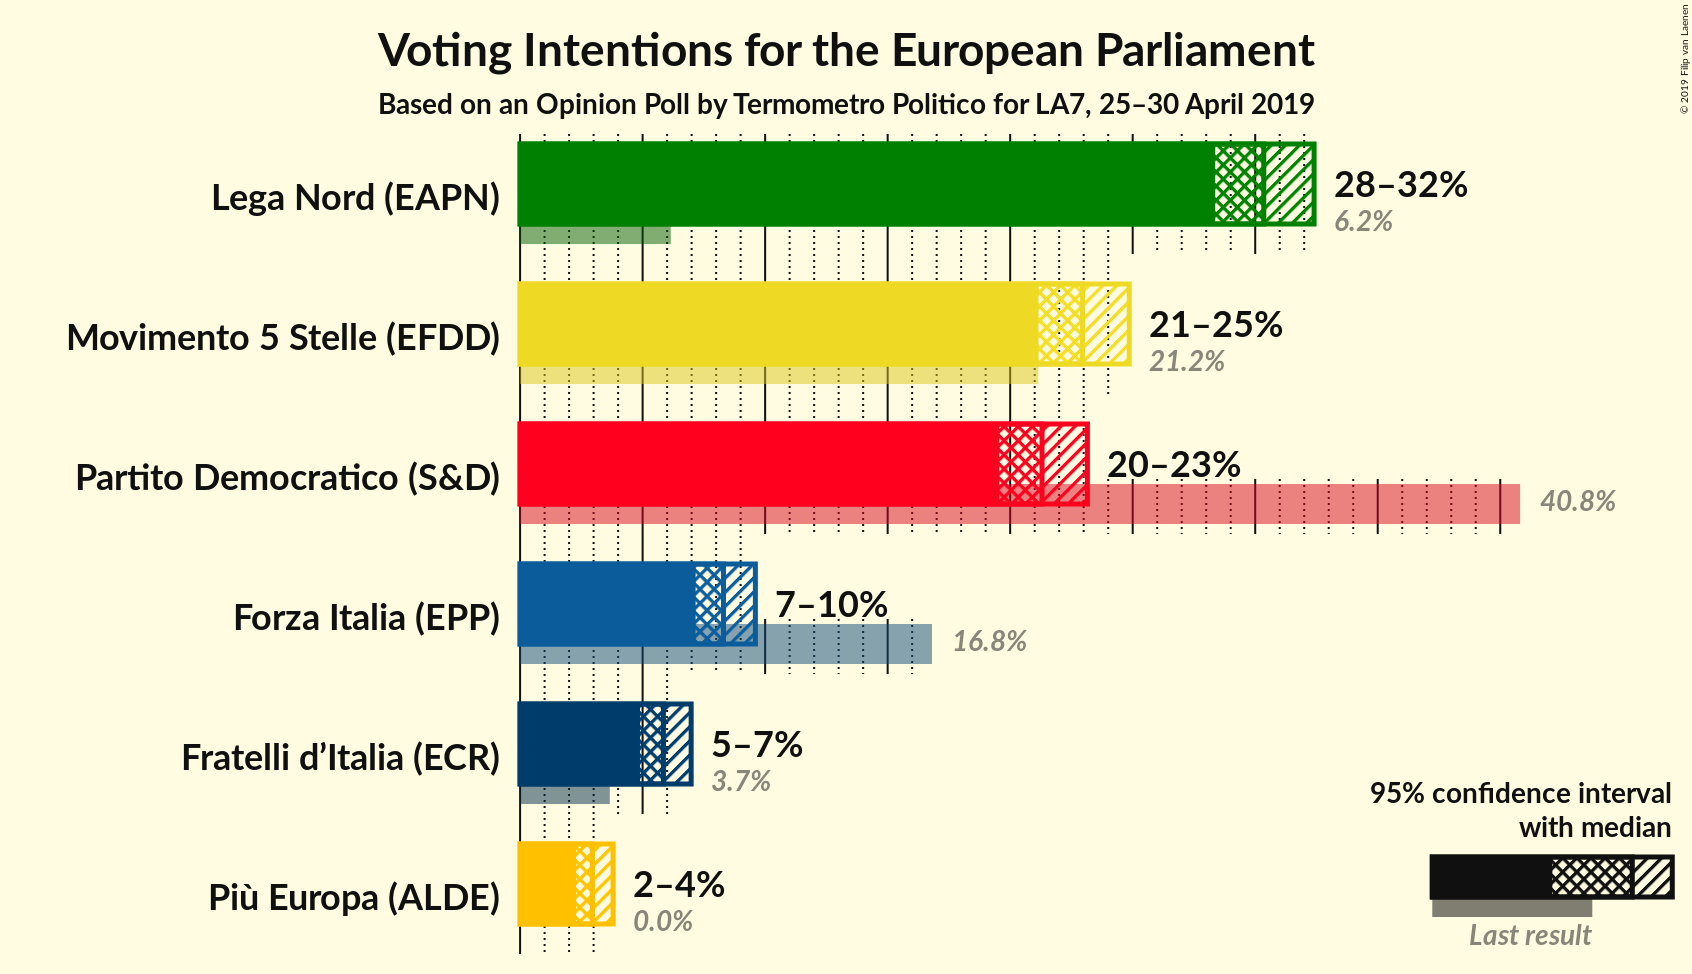 Voting Intentions for the European Parliament
Based on an Opinion Poll by Termometro Politico for LA7, 25–30 April 2019
© 2019 Filip van Laenen
Lega Nord (EAPN)
28–32%
6.2%
Movimento 5 Stelle (EFDD)
21–25%
21.2%
Partito Democratico (S&D)
20–23%
40.8%
Forza Italia (EPP)
7–10%
16.8%
Fratelli d’Italia (ECR)
5–7%
3.7%
Più Europa (ALDE)
2–4%
0.0%
95% confidence interval
with median
Last result